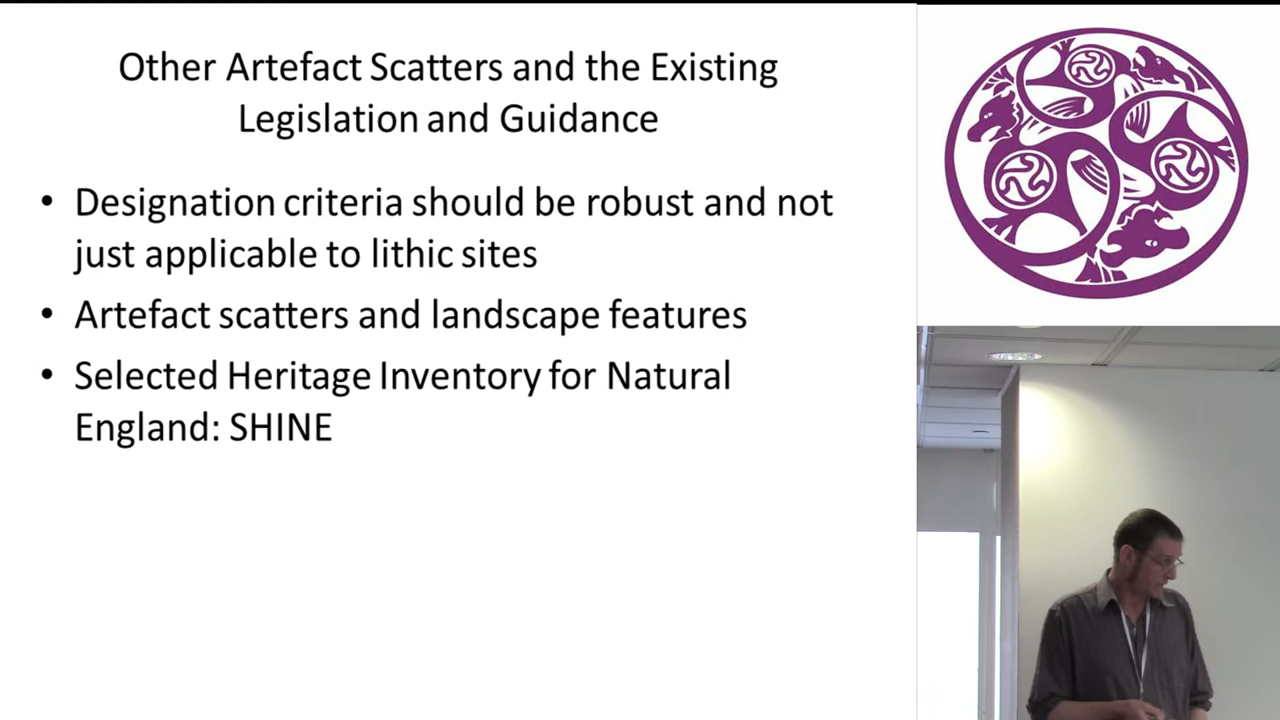 Other Artefact Scatters and the Existing
Legislation and Guidance
• Designation criteria should be robust and not
just applicable to lithic sites
• Artefact scatters and landscape features
• Selected Heritage Inventory for Natural
England: SHINE